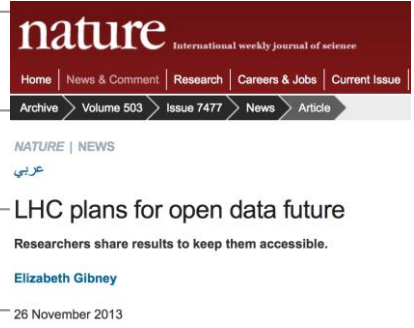 nature International weekly journal of science
Home News & Comment Research Careers & Jobs Current Issue
Archive Volume 503 Issue 7477 News Article
NATURE | NEWS
عربي
LHC plans for open data future
Researchers share results to keep them accessible.
Elizabeth Gibney
26 November 2013